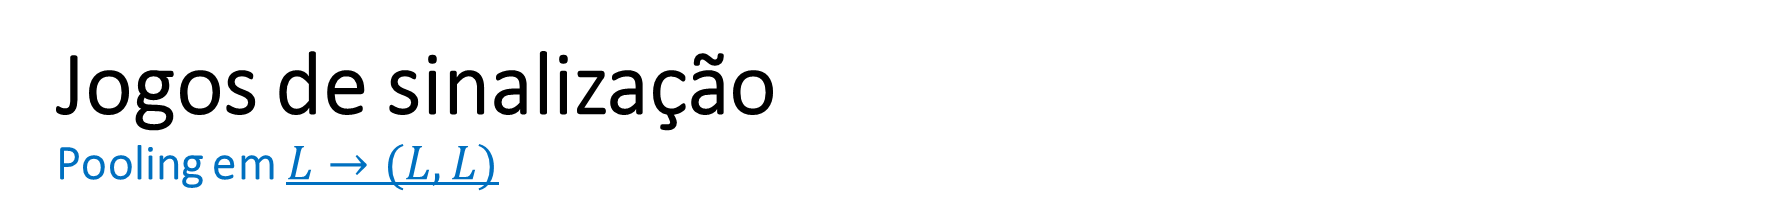 Jogos de sinalização
Pooling em L → (L, L)